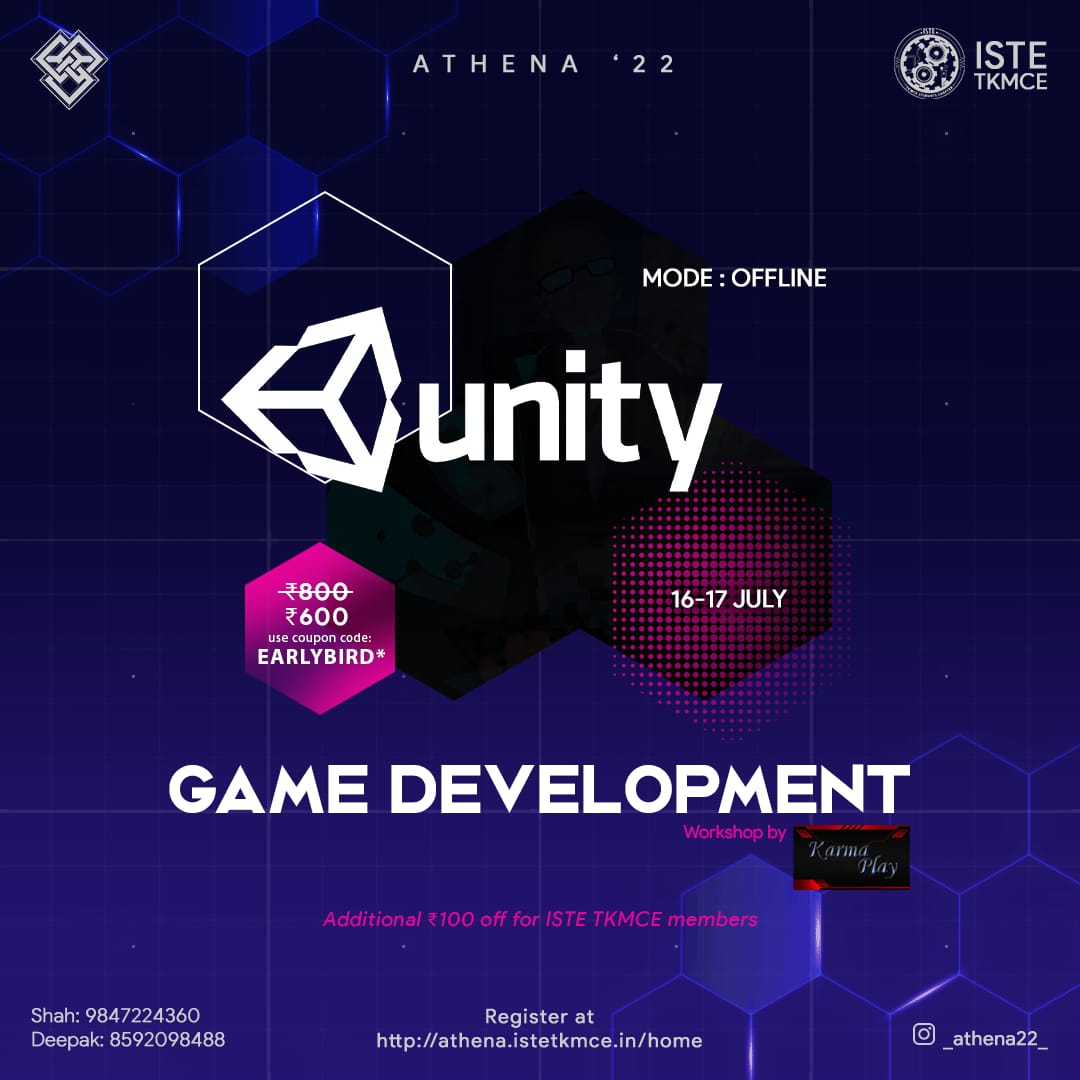 ATHENA ‘22
ISTE
TKMCE
MODE : OFFLINE
unity
₹800
₹600
use coupon code:
EARLYBIRD*
16-17 JULY
GAME DEVELOPMENT
Workshop by
Karma
Play
Additional ₹100 off for ISTE TKMCE members
Shah: 9847224360
Deepak: 8592098488
Register at
http://athena.istetkmce.in/home
_athena22_